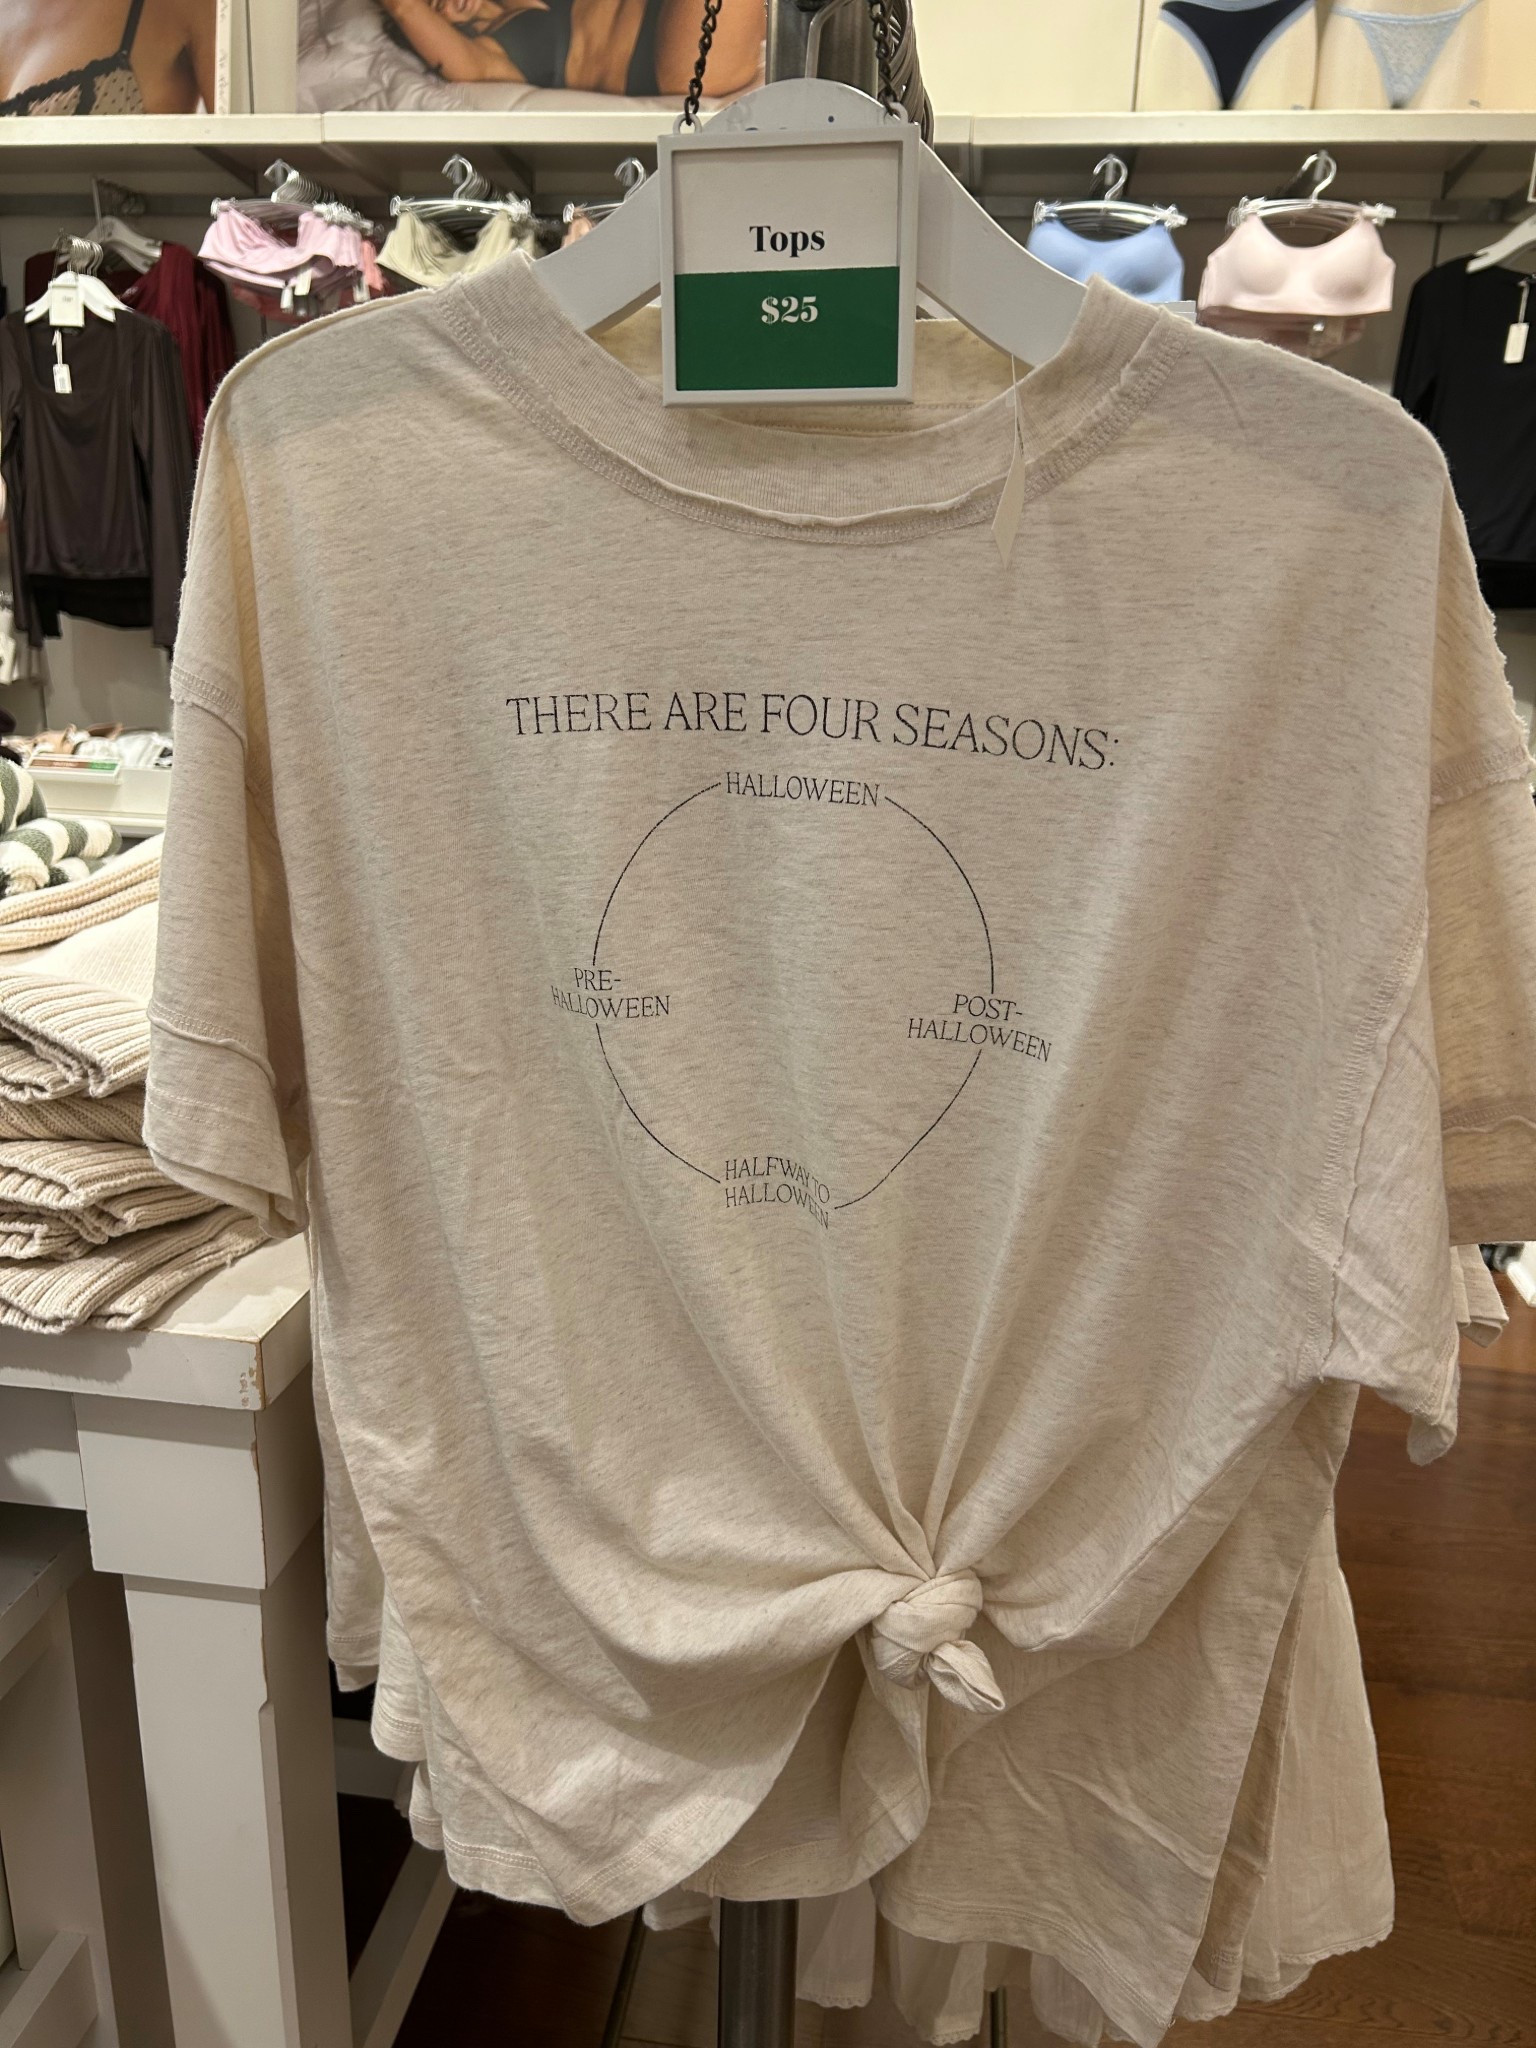 Tops
$25
THERE ARE FOUR SEASONS:
HALLOWEEN
PRE-
HALLOWEEN
POST-
HALLOWEEN
HALFWAY TO
HALLOWEEN